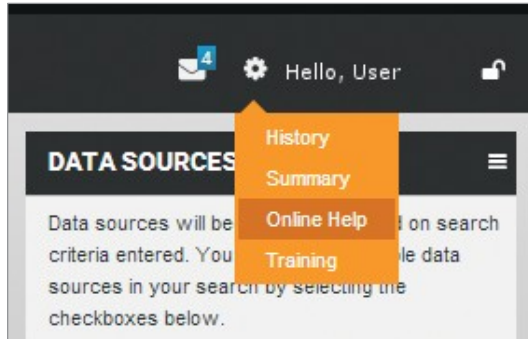 4
Hello, User
History
Summary
Online Help
Training
DATA SOURCES
Data sources will be on search
criteria entered. You data
sources in your search by selecting the
checkboxes below.